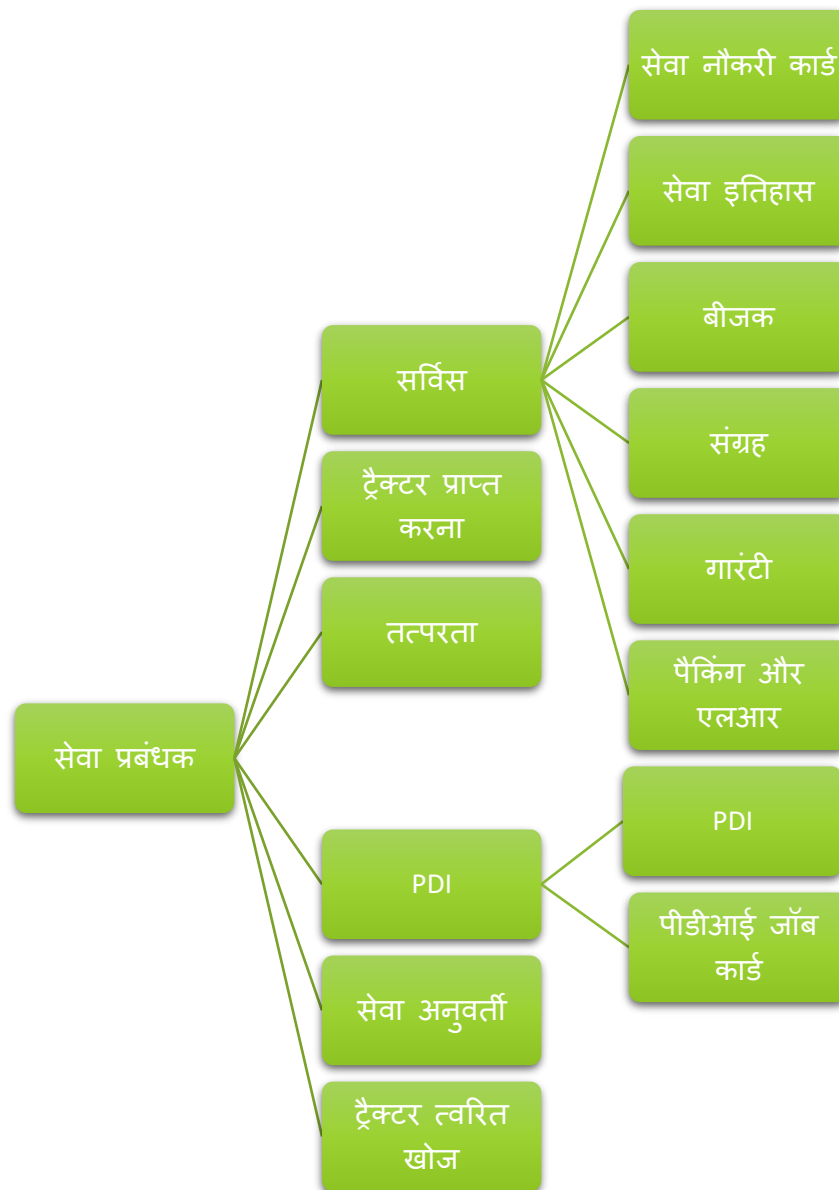 सेवा प्रबंधक
सर्विस
सेवा नौकरी कार्ड
सेवा इतिहास
बीजक
संग्रह
गारंटी
पैकिंग और
एलआर
ट्रैक्टर प्राप्त
करना
तत्परता
PDI
PDI
पीडीआई जॉब
कार्ड
सेवा अनुवर्ती
ट्रैक्टर त्वरित
खोज